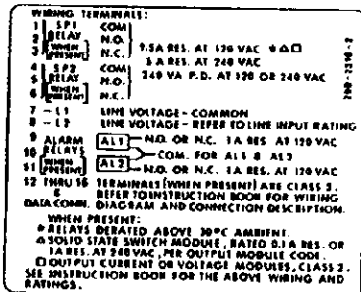 WIRING TERMINALS:
1 SP1 COM
2 RELAY N.O.
3 [WHEN PRESENT] N.C.
7.5A RES. AT 120 VAC * △ □
5 A RES. AT 240 VAC
240 VA P.D. AT 120 OR 240 VAC
4 SP2 COM
5 RELAY N.O.
6 [WHEN PRESENT] N.C.
7 - L1 LINE VOLTAGE - COMMON
8 - L2 LINE VOLTAGE - REFER TO LINE INPUT RATING
9 ALARM AL1 N.O. OR N.C. 1A RES. AT 120 VAC
10 RELAYS COM. FOR AL1 & AL2
11 [WHEN PRESENT] AL2 N.O. OR N.C. 1A RES. AT 120 VAC
12 THRU 16 TERMINALS (WHEN PRESENT) ARE CLASS 2.
& REFER TO INSTRUCTION BOOK FOR WIRING
DATA COMM. DIAGRAM AND CONNECTION DESCRIPTION.
WHEN PRESENT:
* RELAYS DERATED ABOVE 30°C AMBIENT.
△ SOLID STATE SWITCH MODULE, RATED 0.1A RES. OR
1A RES. AT 240 VAC, PER OUTPUT MODULE CODE.
□ OUTPUT CURRENT OR VOLTAGE MODULES, CLASS 2.
SEE INSTRUCTION BOOK FOR THE ABOVE WIRING AND
RATINGS.